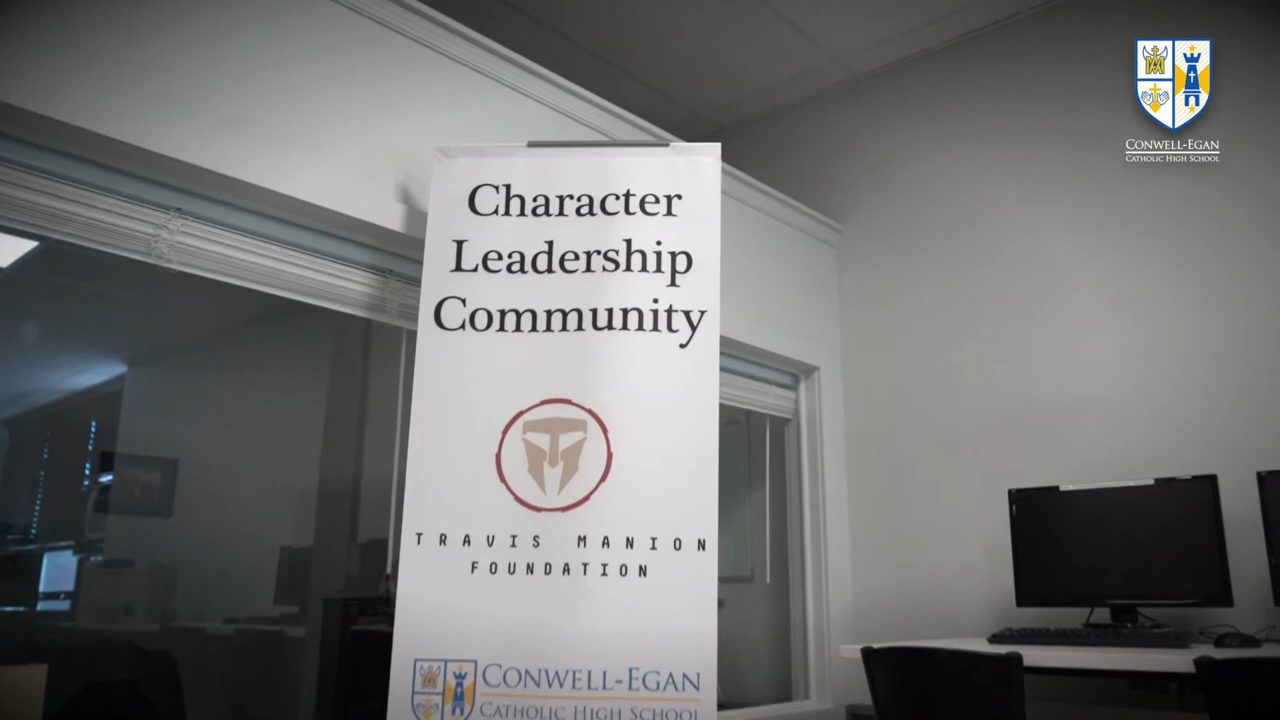 Character
Leadership
Community
TRAVIS MANION
FOUNDATION
CONWELL-EGAN
CATHOLIC HIGH SCHOOL
CONWELL-EGAN
CATHOLIC HIGH SCHOOL